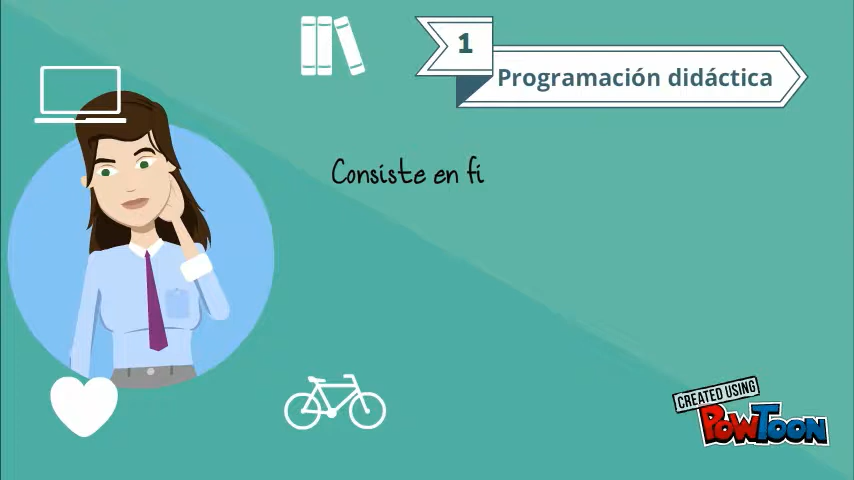 1
Programación didáctica
Consiste en fi
CREATED USING
POWTOON